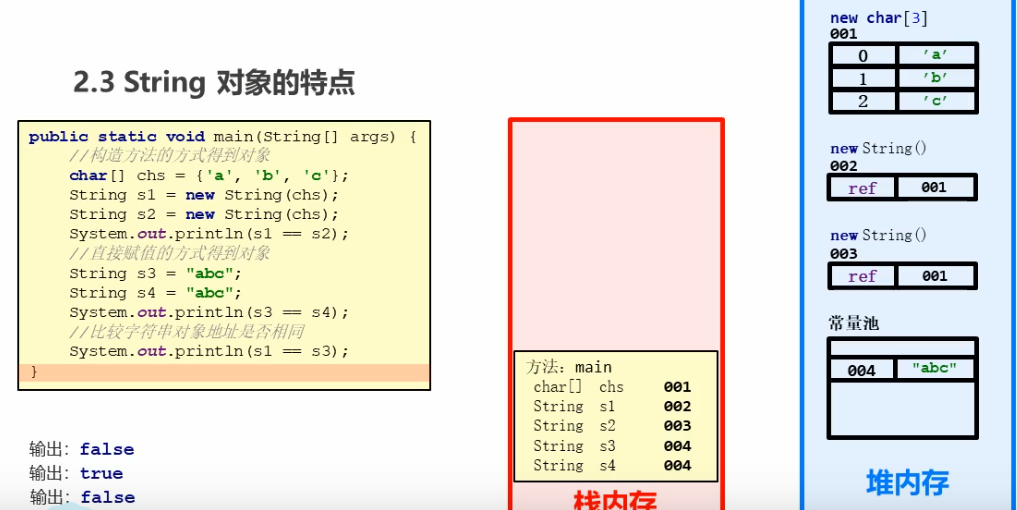 2.3 String 对象的特点
public static void main(String[] args) {
//构造方法的方式得到对象
char[] chs = {'a', 'b', 'c'};
String s1 = new String(chs);
String s2 = new String(chs);
System.out.println(s1 == s2);
//直接赋值的方式得到对象
String s3 = "abc";
String s4 = "abc";
System.out.println(s3 == s4);
//比较字符串对象地址是否相同
System.out.println(s1 == s3);
}
输出: false
输出: true
输出: false
方法: main
char[] chs 001
String s1 002
String s2 003
String s3 004
String s4 004
栈内存
new char[3]
001
0 'a'
1 'b'
2 'c'
new String()
002
ref 001
new String()
003
ref 001
常量池
004 "abc"
堆内存